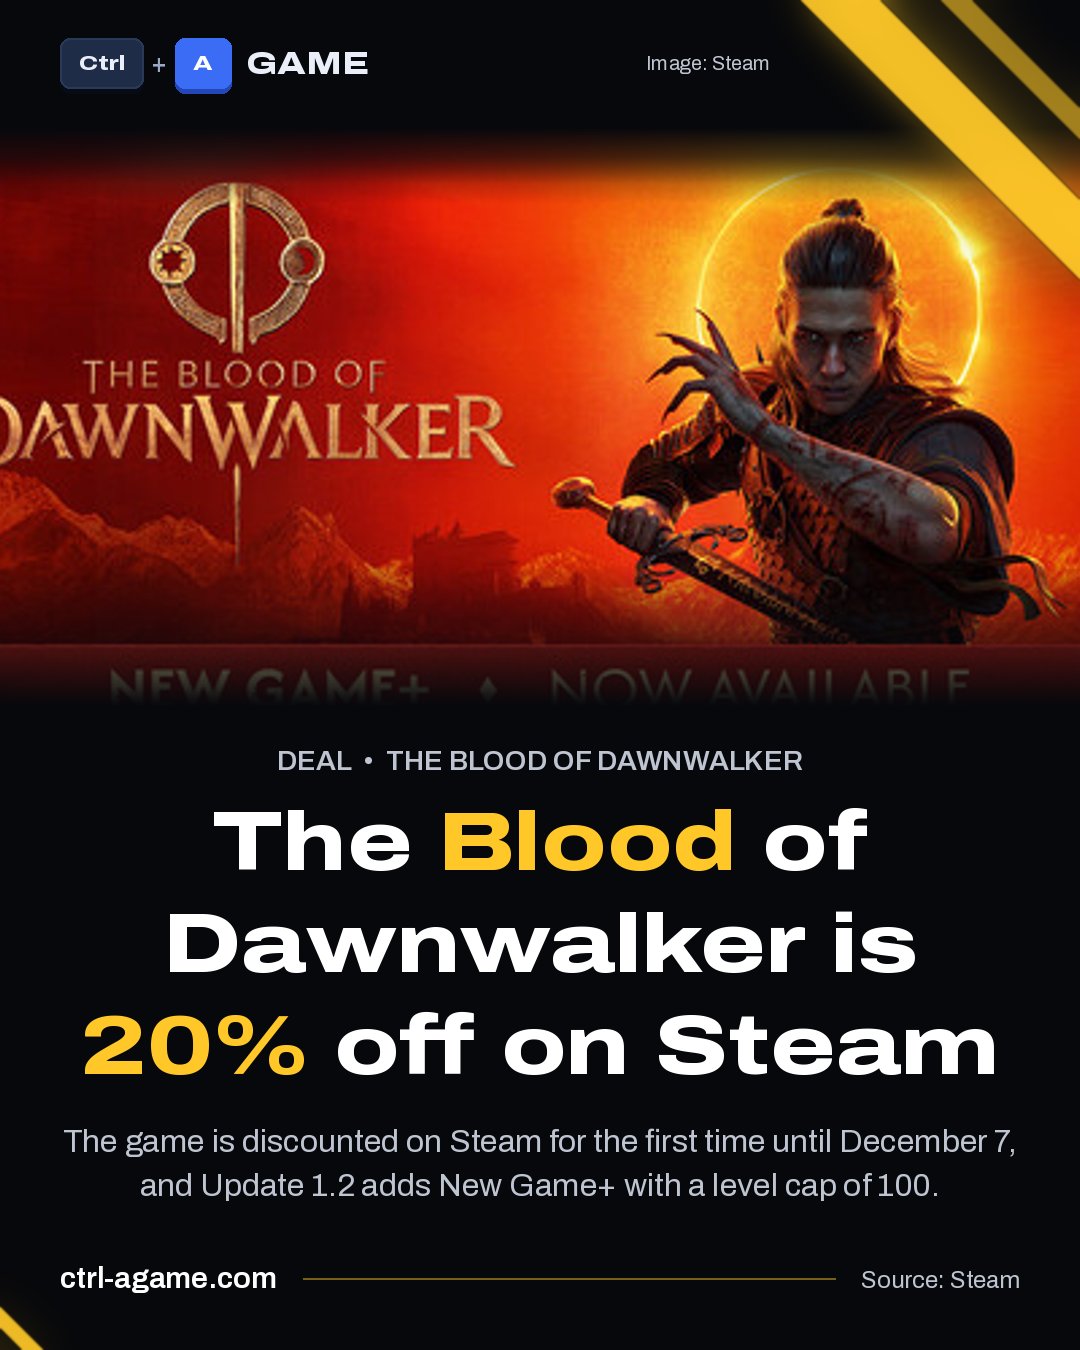 Ctrl + A GAME
Image: Steam
THE BLOOD OF
DAWNWALKER
NEW GAME+ ♦ NOW AVAILABLE
DEAL • THE BLOOD OF DAWNWALKER
The Blood of
Dawnwalker is
20% off on Steam
The game is discounted on Steam for the first time until December 7,
and Update 1.2 adds New Game+ with a level cap of 100.
ctrl-agame.com
Source: Steam